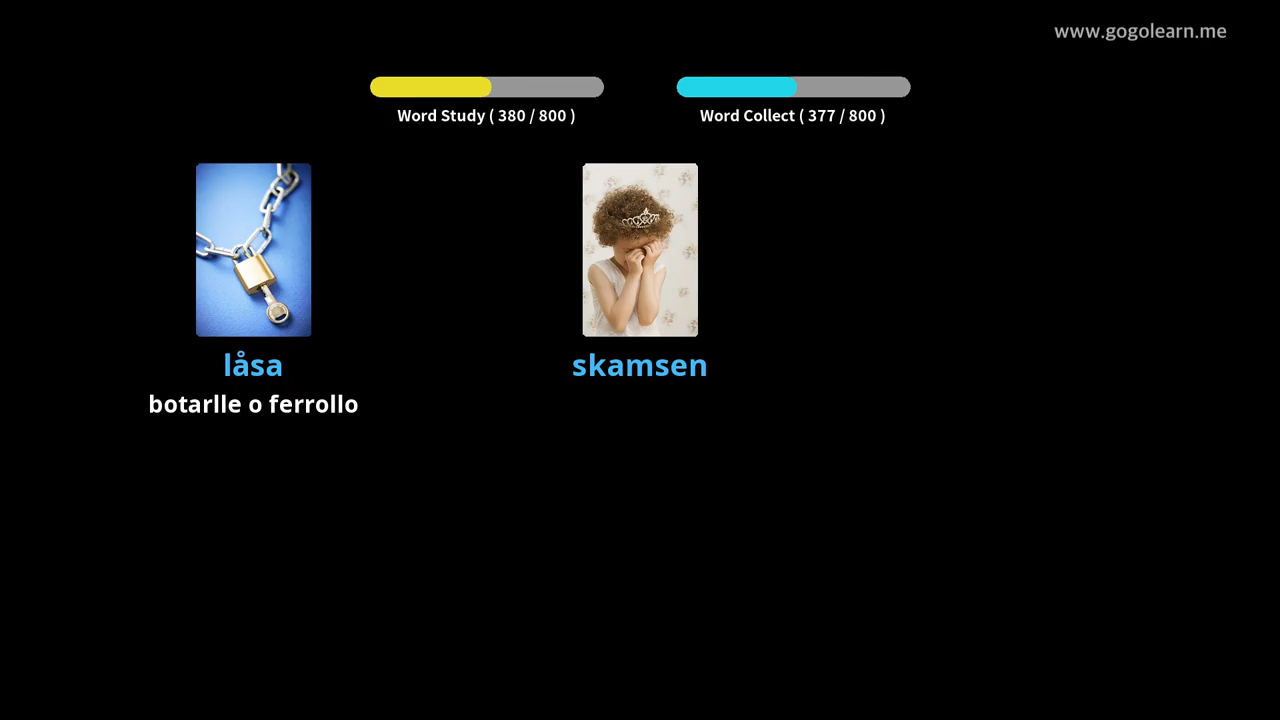 www.gogolearn.me
Word Study ( 380 / 800 )
Word Collect ( 377 / 800 )
låsa
skamsen
botarlle o ferrollo